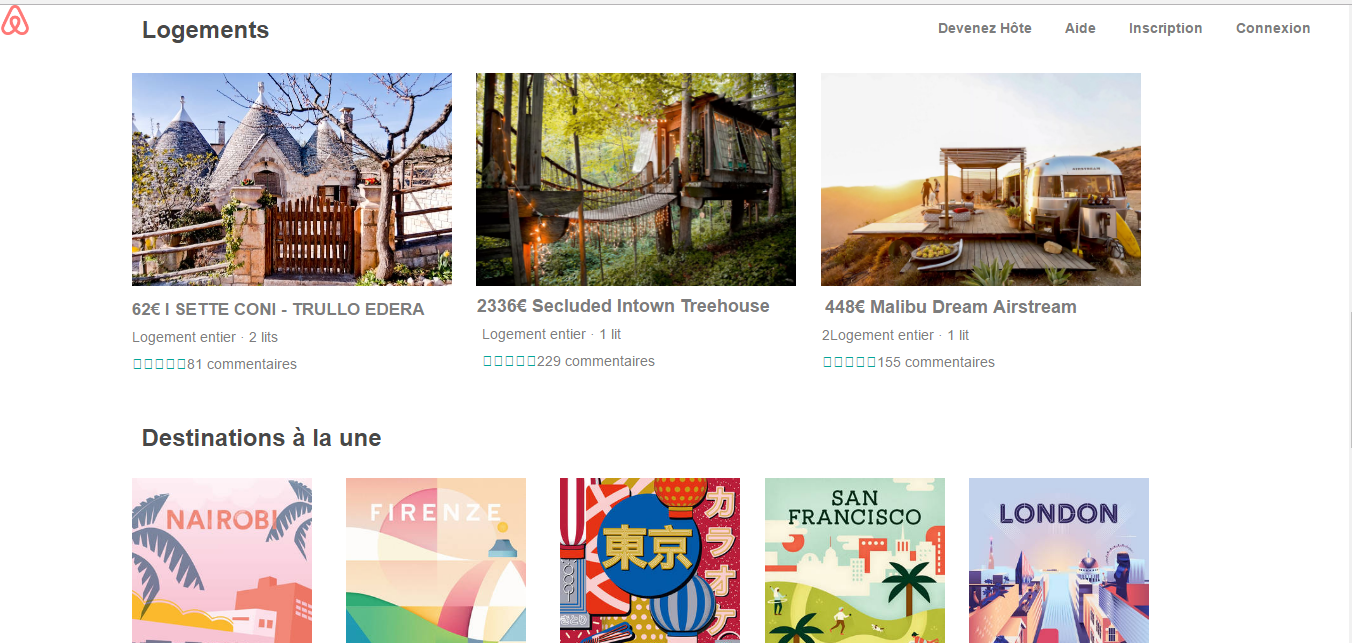 Logements
Devenez Hôte Aide Inscription Connexion
62€ I SETTE CONI - TRULLO EDERA
Logement entier · 2 lits
81 commentaires
2336€ Secluded Intown Treehouse
Logement entier · 1 lit
229 commentaires
448€ Malibu Dream Airstream
2Logement entier · 1 lit
155 commentaires
Destinations à la une
NAIROBI
FIRENZE
東京
カラオケ
SAN
FRANCISCO
LONDON